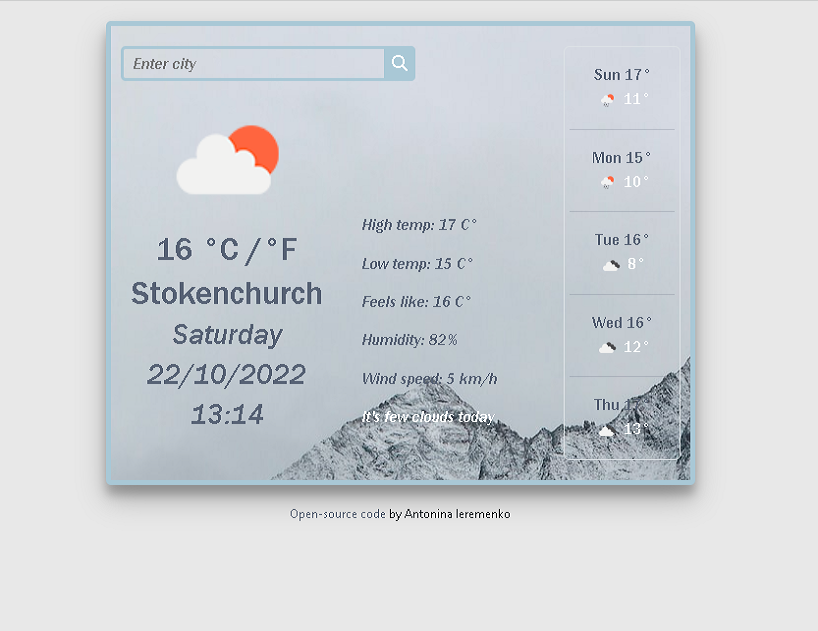 Enter city
16 °C / °F
Stokenchurch
Saturday
22/10/2022
13:14
High temp: 17 C°
Low temp: 15 C°
Feels like: 16 C°
Humidity: 82%
Wind speed: 5 km/h
It's few clouds today
Sun 17°
11°
Mon 15°
10°
Tue 16°
8°
Wed 16°
12°
Thu
13°
Open-source code by Antonina Ieremenko